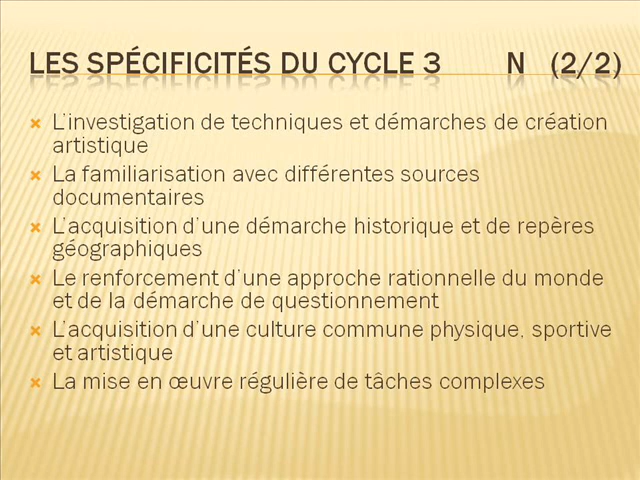 LES SPÉCIFICITÉS DU CYCLE 3 N (2/2)
L'investigation de techniques et démarches de création
artistique
La familiarisation avec différentes sources
documentaires
L'acquisition d'une démarche historique et de repères
géographiques
Le renforcement d'une approche rationnelle du monde
et de la démarche de questionnement
L'acquisition d'une culture commune physique, sportive
et artistique
La mise en œuvre régulière de tâches complexes